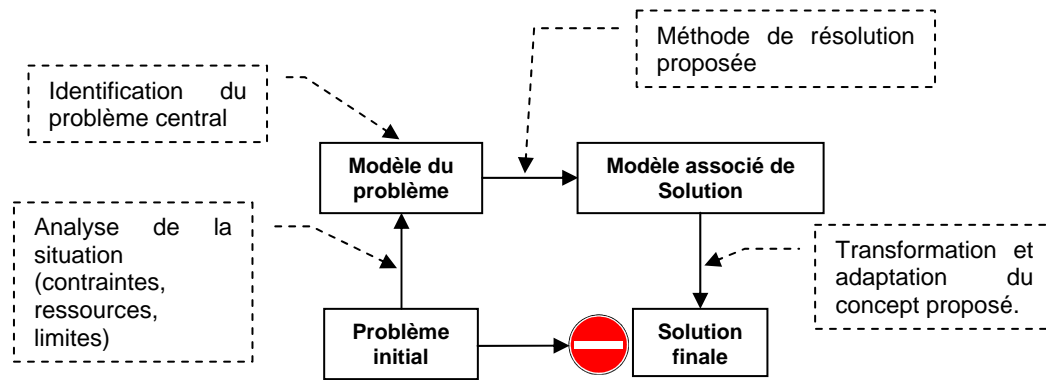 Méthode de résolution
proposée
Identification du
problème central
Modèle du
problème
Modèle associé de
Solution
Analyse de la
situation
(contraintes,
ressources,
limites)
Transformation et
adaptation du
concept proposé.
Problème
initial
Solution
finale